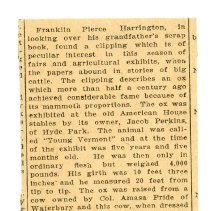 Franklin Pierce Harrington, in
looking over his grandfather's scrap
book, found a clipping which is of
peculiar interest in this season of
fairs and agricultural exhibits, when
the papers abound in stories of big
cattle. The clipping describes an ox
which more than half a century ago
achieved considerable fame because of
its mammoth proportions. The ox was
exhibited at the old American House
stables by its owner, Jacob Perkins,
of Hyde Park. The animal was call-
ed "Young Vermont" and at the time
of the exhibit was five years and five
months old. He was then only in
ordinary flesh but weighed 4,000
pounds. His girth was 10 feet three
inches and he measured 20 feet from
tip to tip. The ox was raised from a
cow owned by Col. Amasa Pride of
Waterbury and this cow, when dressed